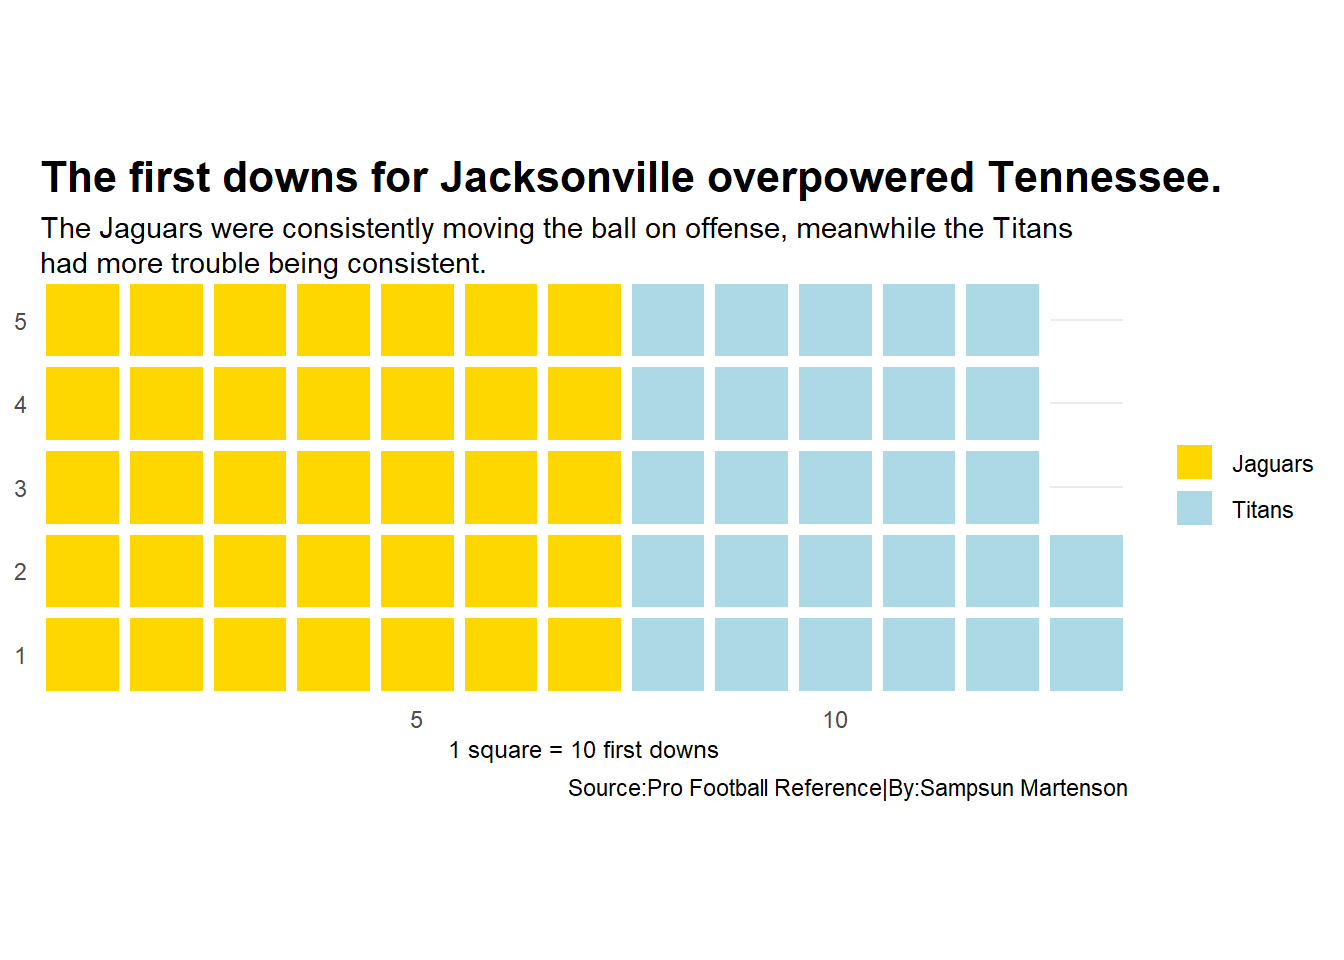 The first downs for Jacksonville overpowered Tennessee.
The Jaguars were consistently moving the ball on offense, meanwhile the Titans
had more trouble being consistent.
5
4
3
2
1
5 10
1 square = 10 first downs
Source:Pro Football Reference|By:Sampsun Martenson
Jaguars
Titans